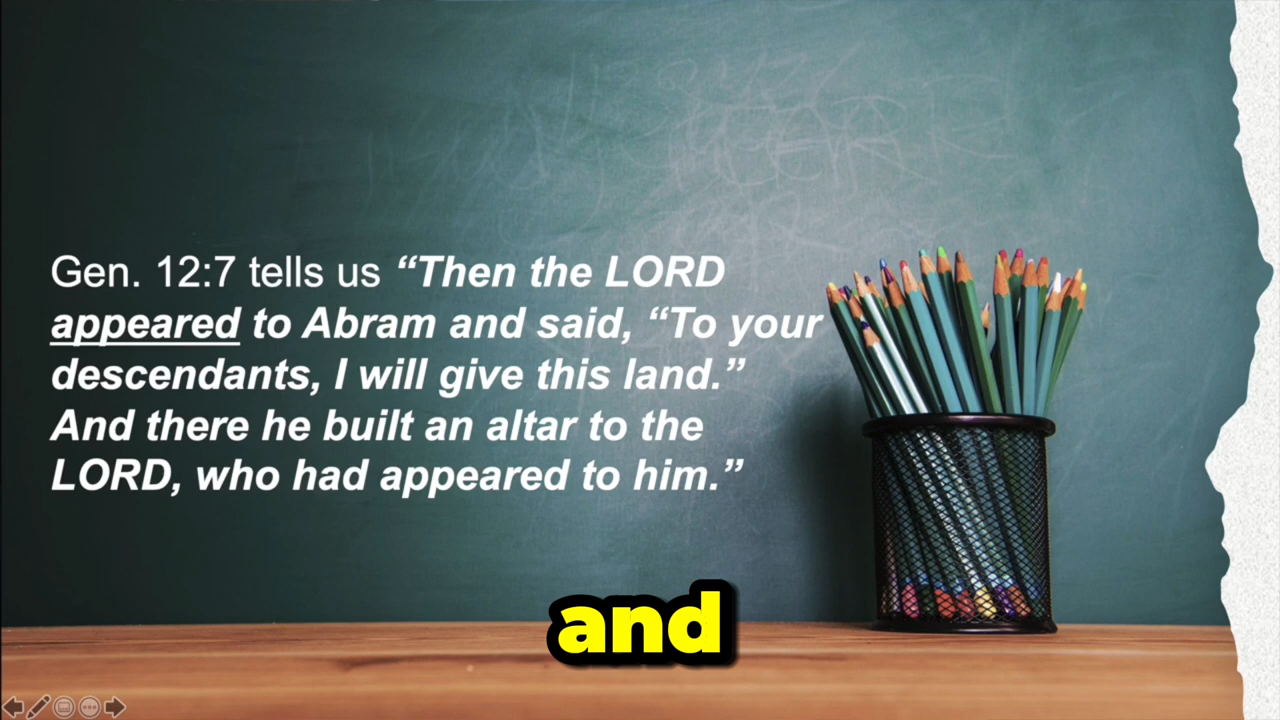 Gen. 12:7 tells us “Then the LORD
appeared to Abram and said, “To your
descendants, I will give this land.”
And there he built an altar to the
LORD, who had appeared to him.”
and